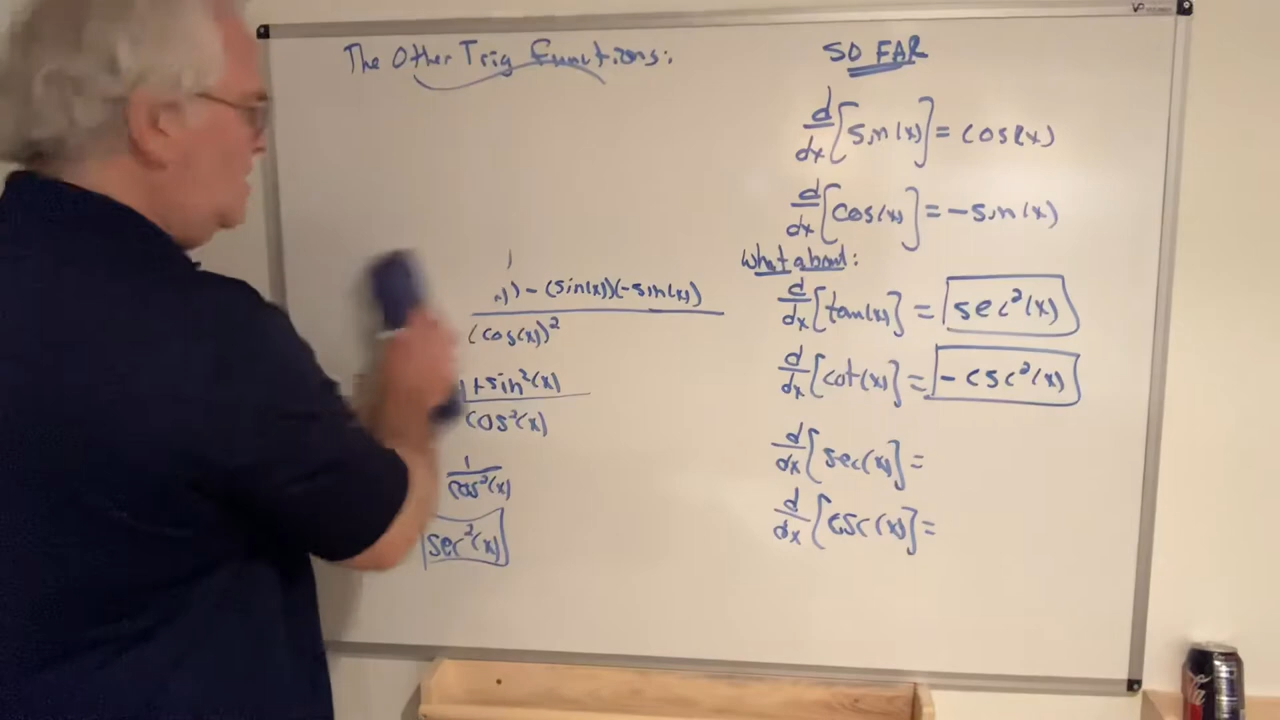 The Other Trig Functions:
) - (sin(x))(-sin(x))
(cos(x))²
+ sin²(x)
cos²(x)
1
cos²(x)
sec²(x)
SO FAR
d/dx [sin(x)] = cos(x)
d/dx [cos(x)] = -sin(x)
What about:
d/dx [tan(x)] = sec²(x)
d/dx [cot(x)] = -csc²(x)
d/dx [sec(x)] =
d/dx [csc(x)] =